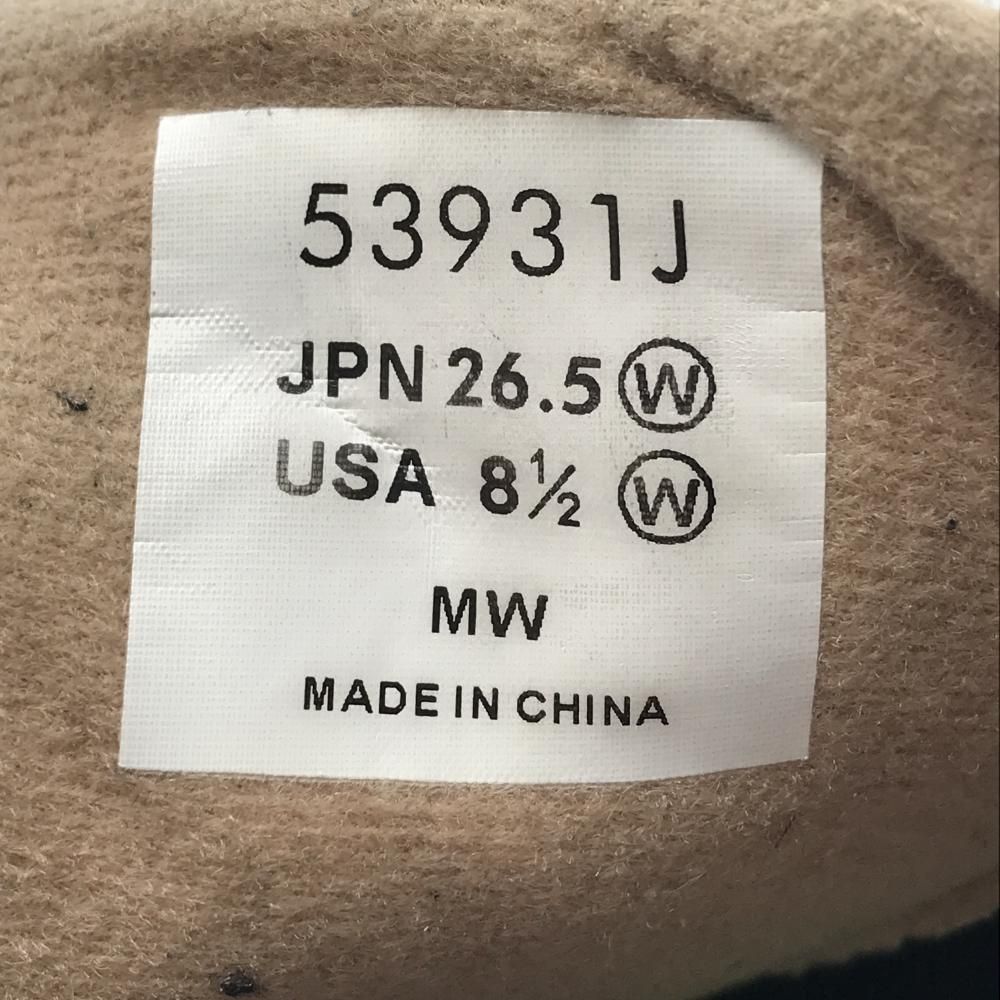 53931J
JPN 26.5 Ⓦ
USA 8½ Ⓦ
MW
MADE IN CHINA